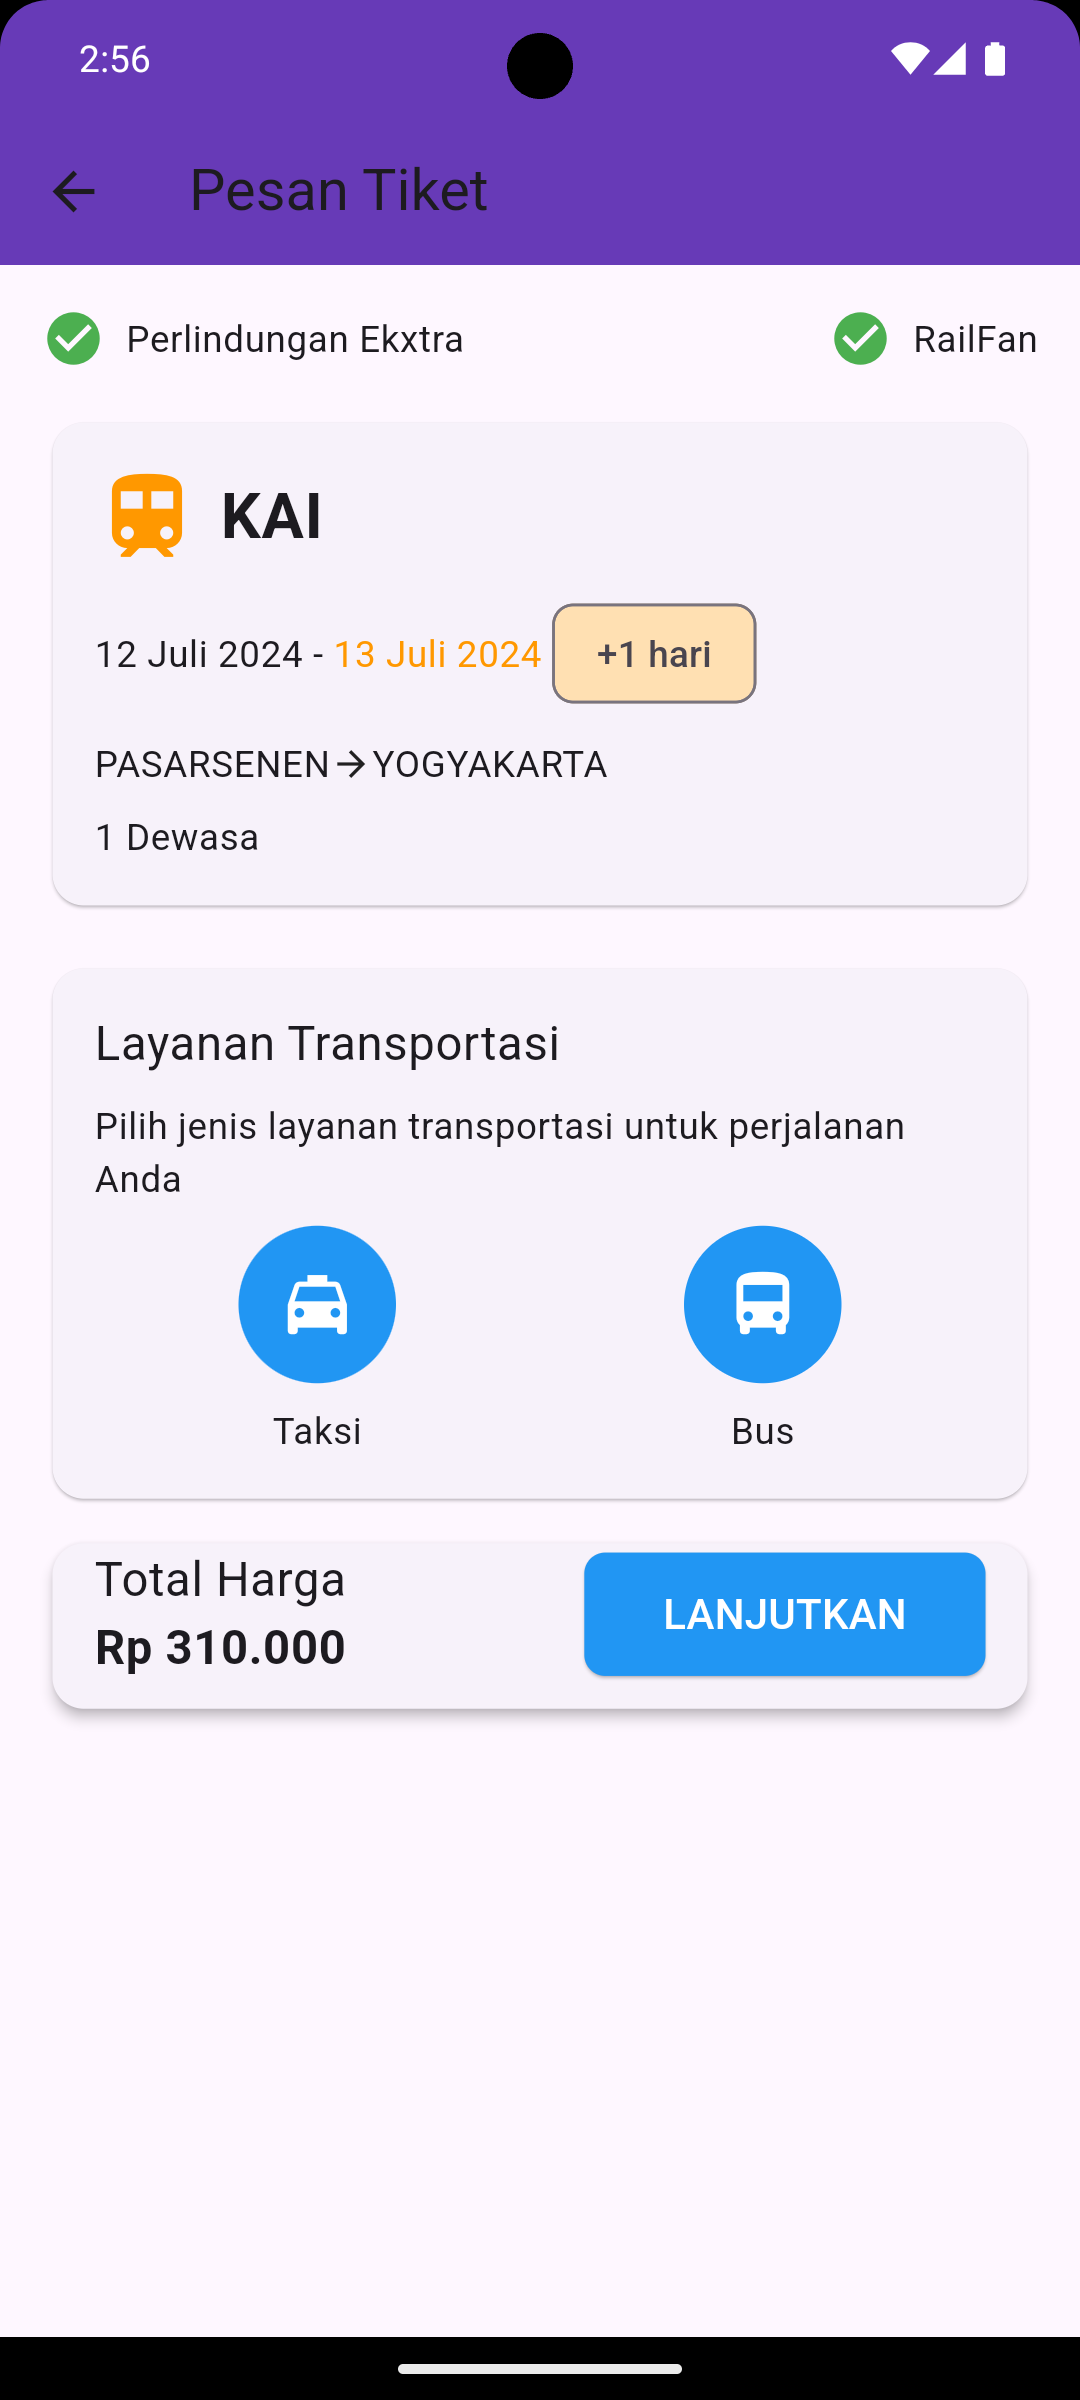 2:56
Pesan Tiket
Perlindungan Ekxtra
RailFan
KAI
12 Juli 2024 - 13 Juli 2024 +1 hari
PASARSENEN→YOGYAKARTA
1 Dewasa
Layanan Transportasi
Pilih jenis layanan transportasi untuk perjalanan
Anda
Taksi
Bus
Total Harga
Rp 310.000
LANJUTKAN